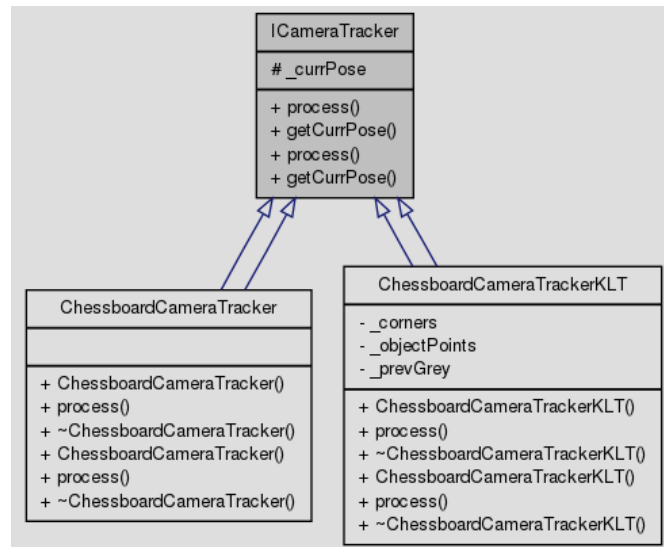 ICameraTracker
# _currPose
+ process()
+ getCurrPose()
+ process()
+ getCurrPose()
ChessboardCameraTracker
+ ChessboardCameraTracker()
+ process()
+ ~ChessboardCameraTracker()
+ ChessboardCameraTracker()
+ process()
+ ~ChessboardCameraTracker()
ChessboardCameraTrackerKLT
- _corners
- _objectPoints
- _prevGrey
+ ChessboardCameraTrackerKLT()
+ process()
+ ~ChessboardCameraTrackerKLT()
+ ChessboardCameraTrackerKLT()
+ process()
+ ~ChessboardCameraTrackerKLT()